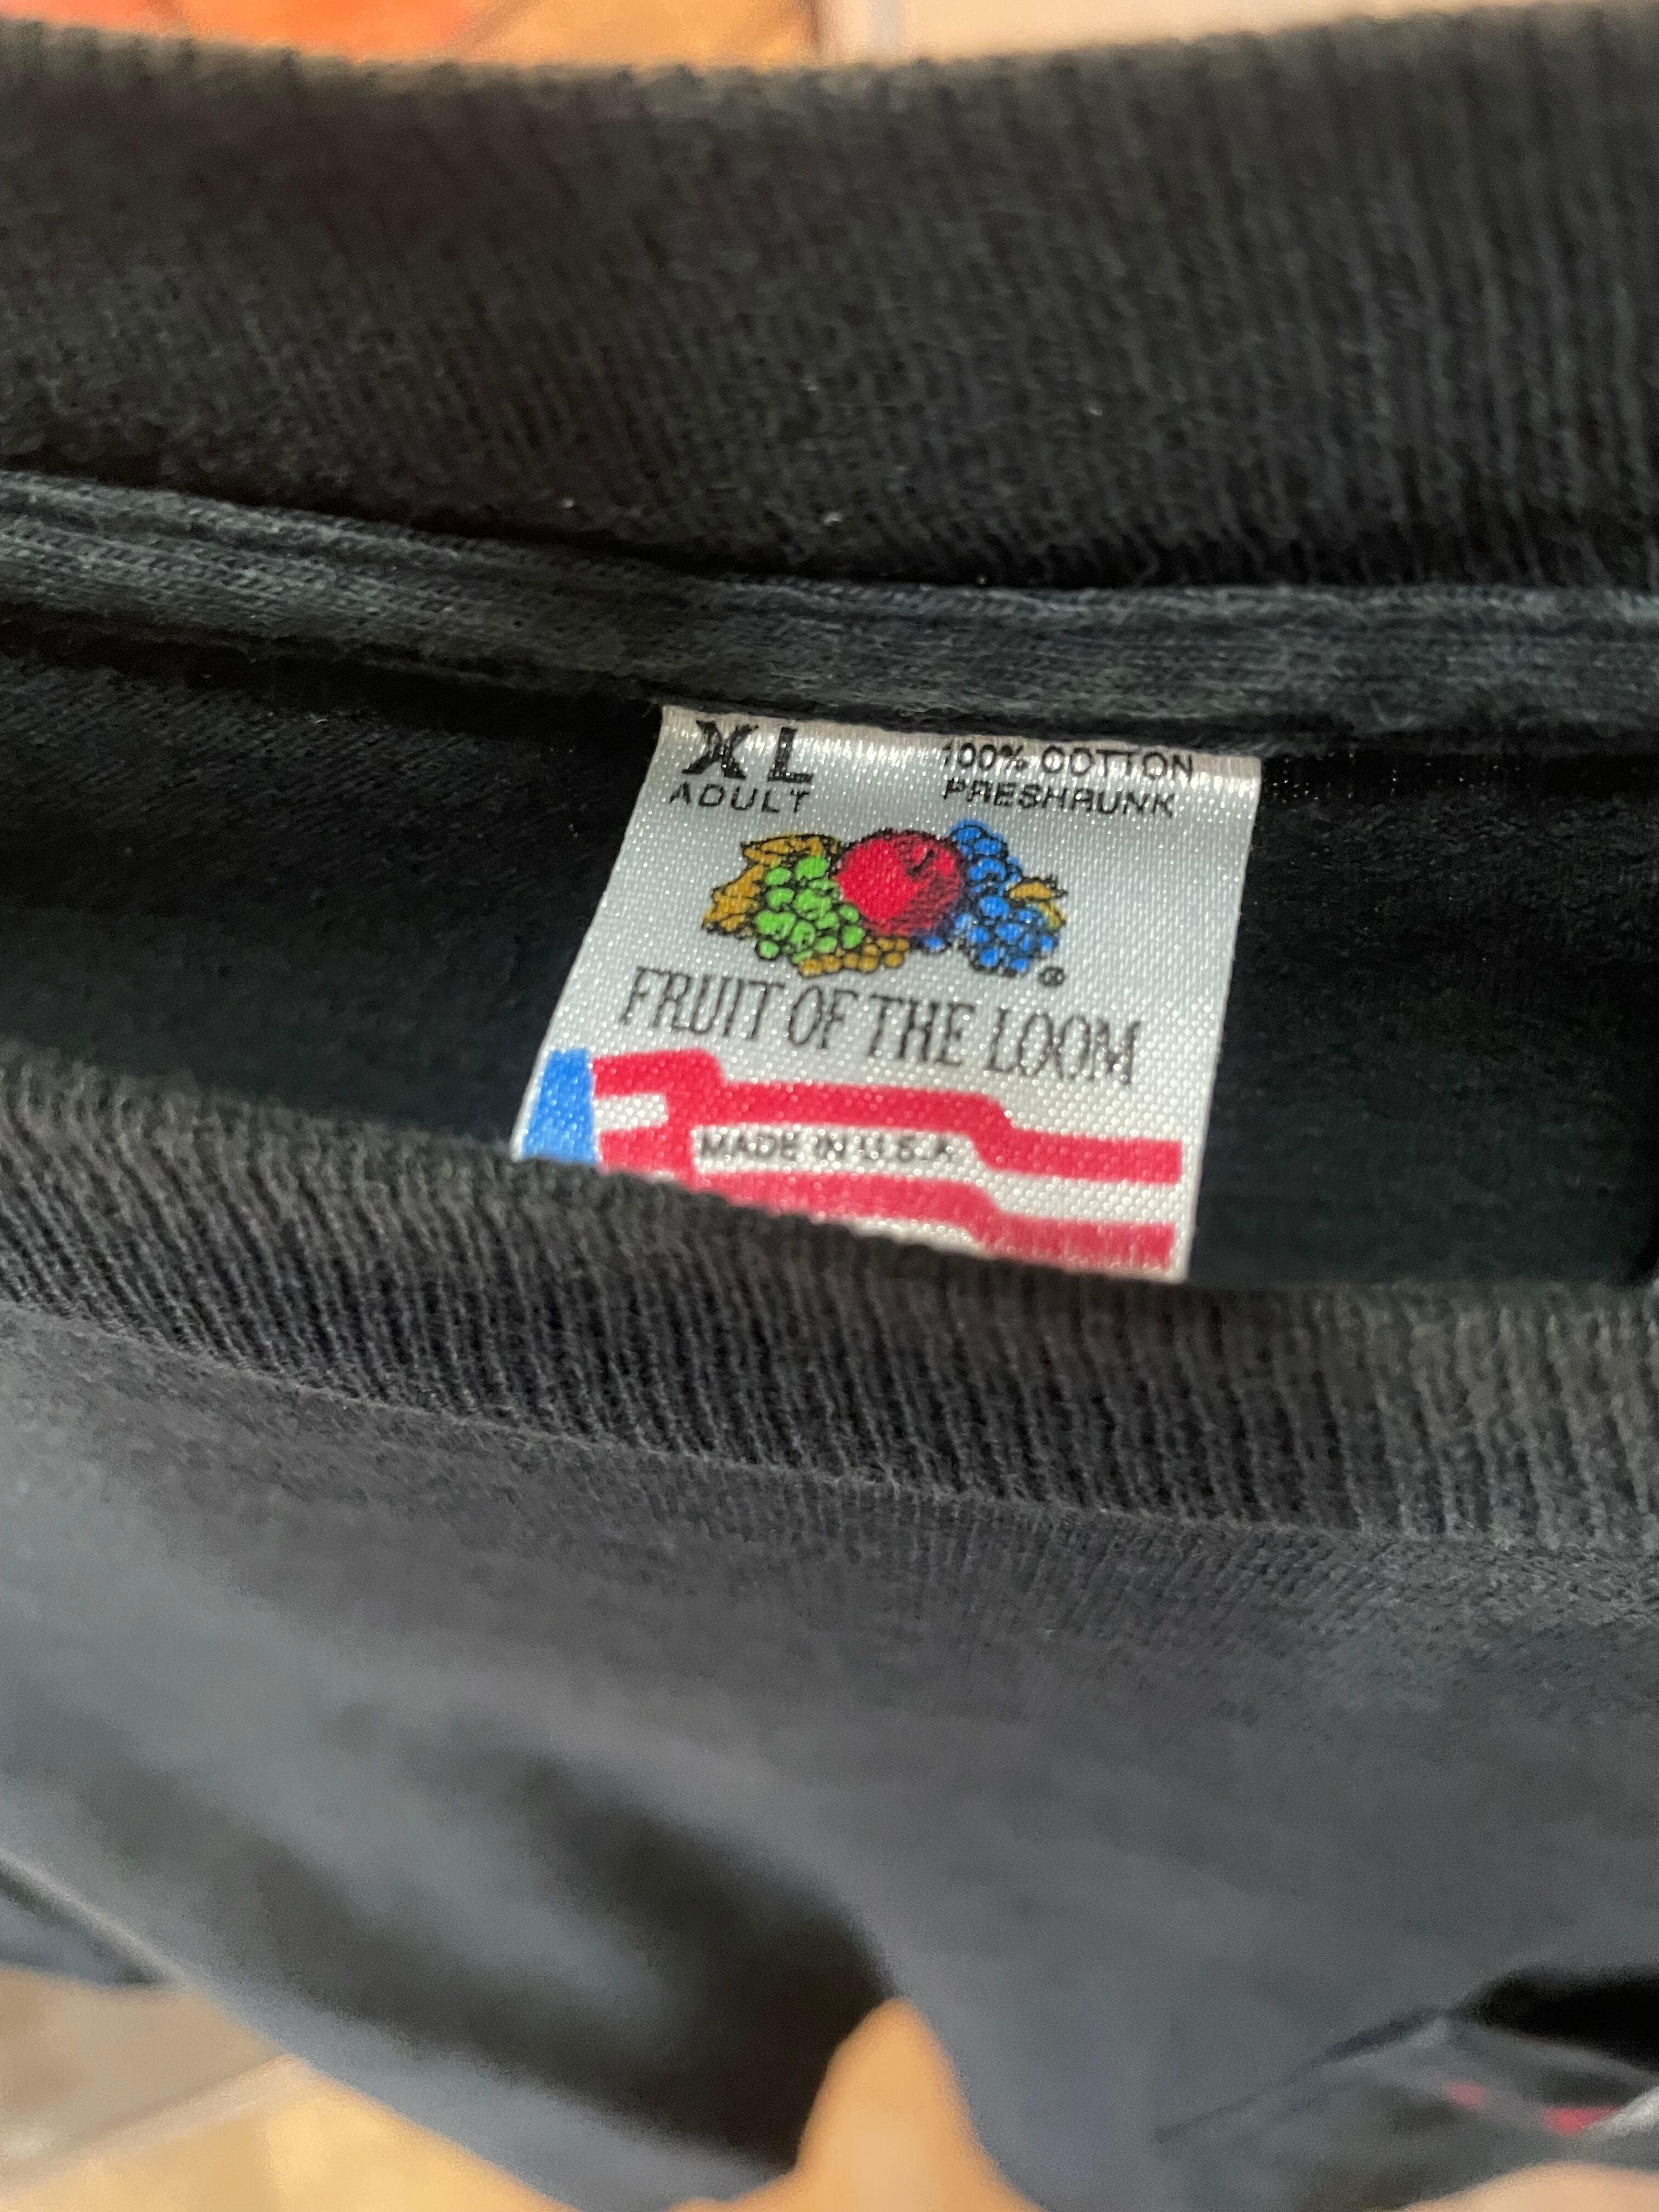 XL
ADULT
100% COTTON
PRESHRUNK
®
FRUIT OF THE LOOM
MADE IN U.S.A.